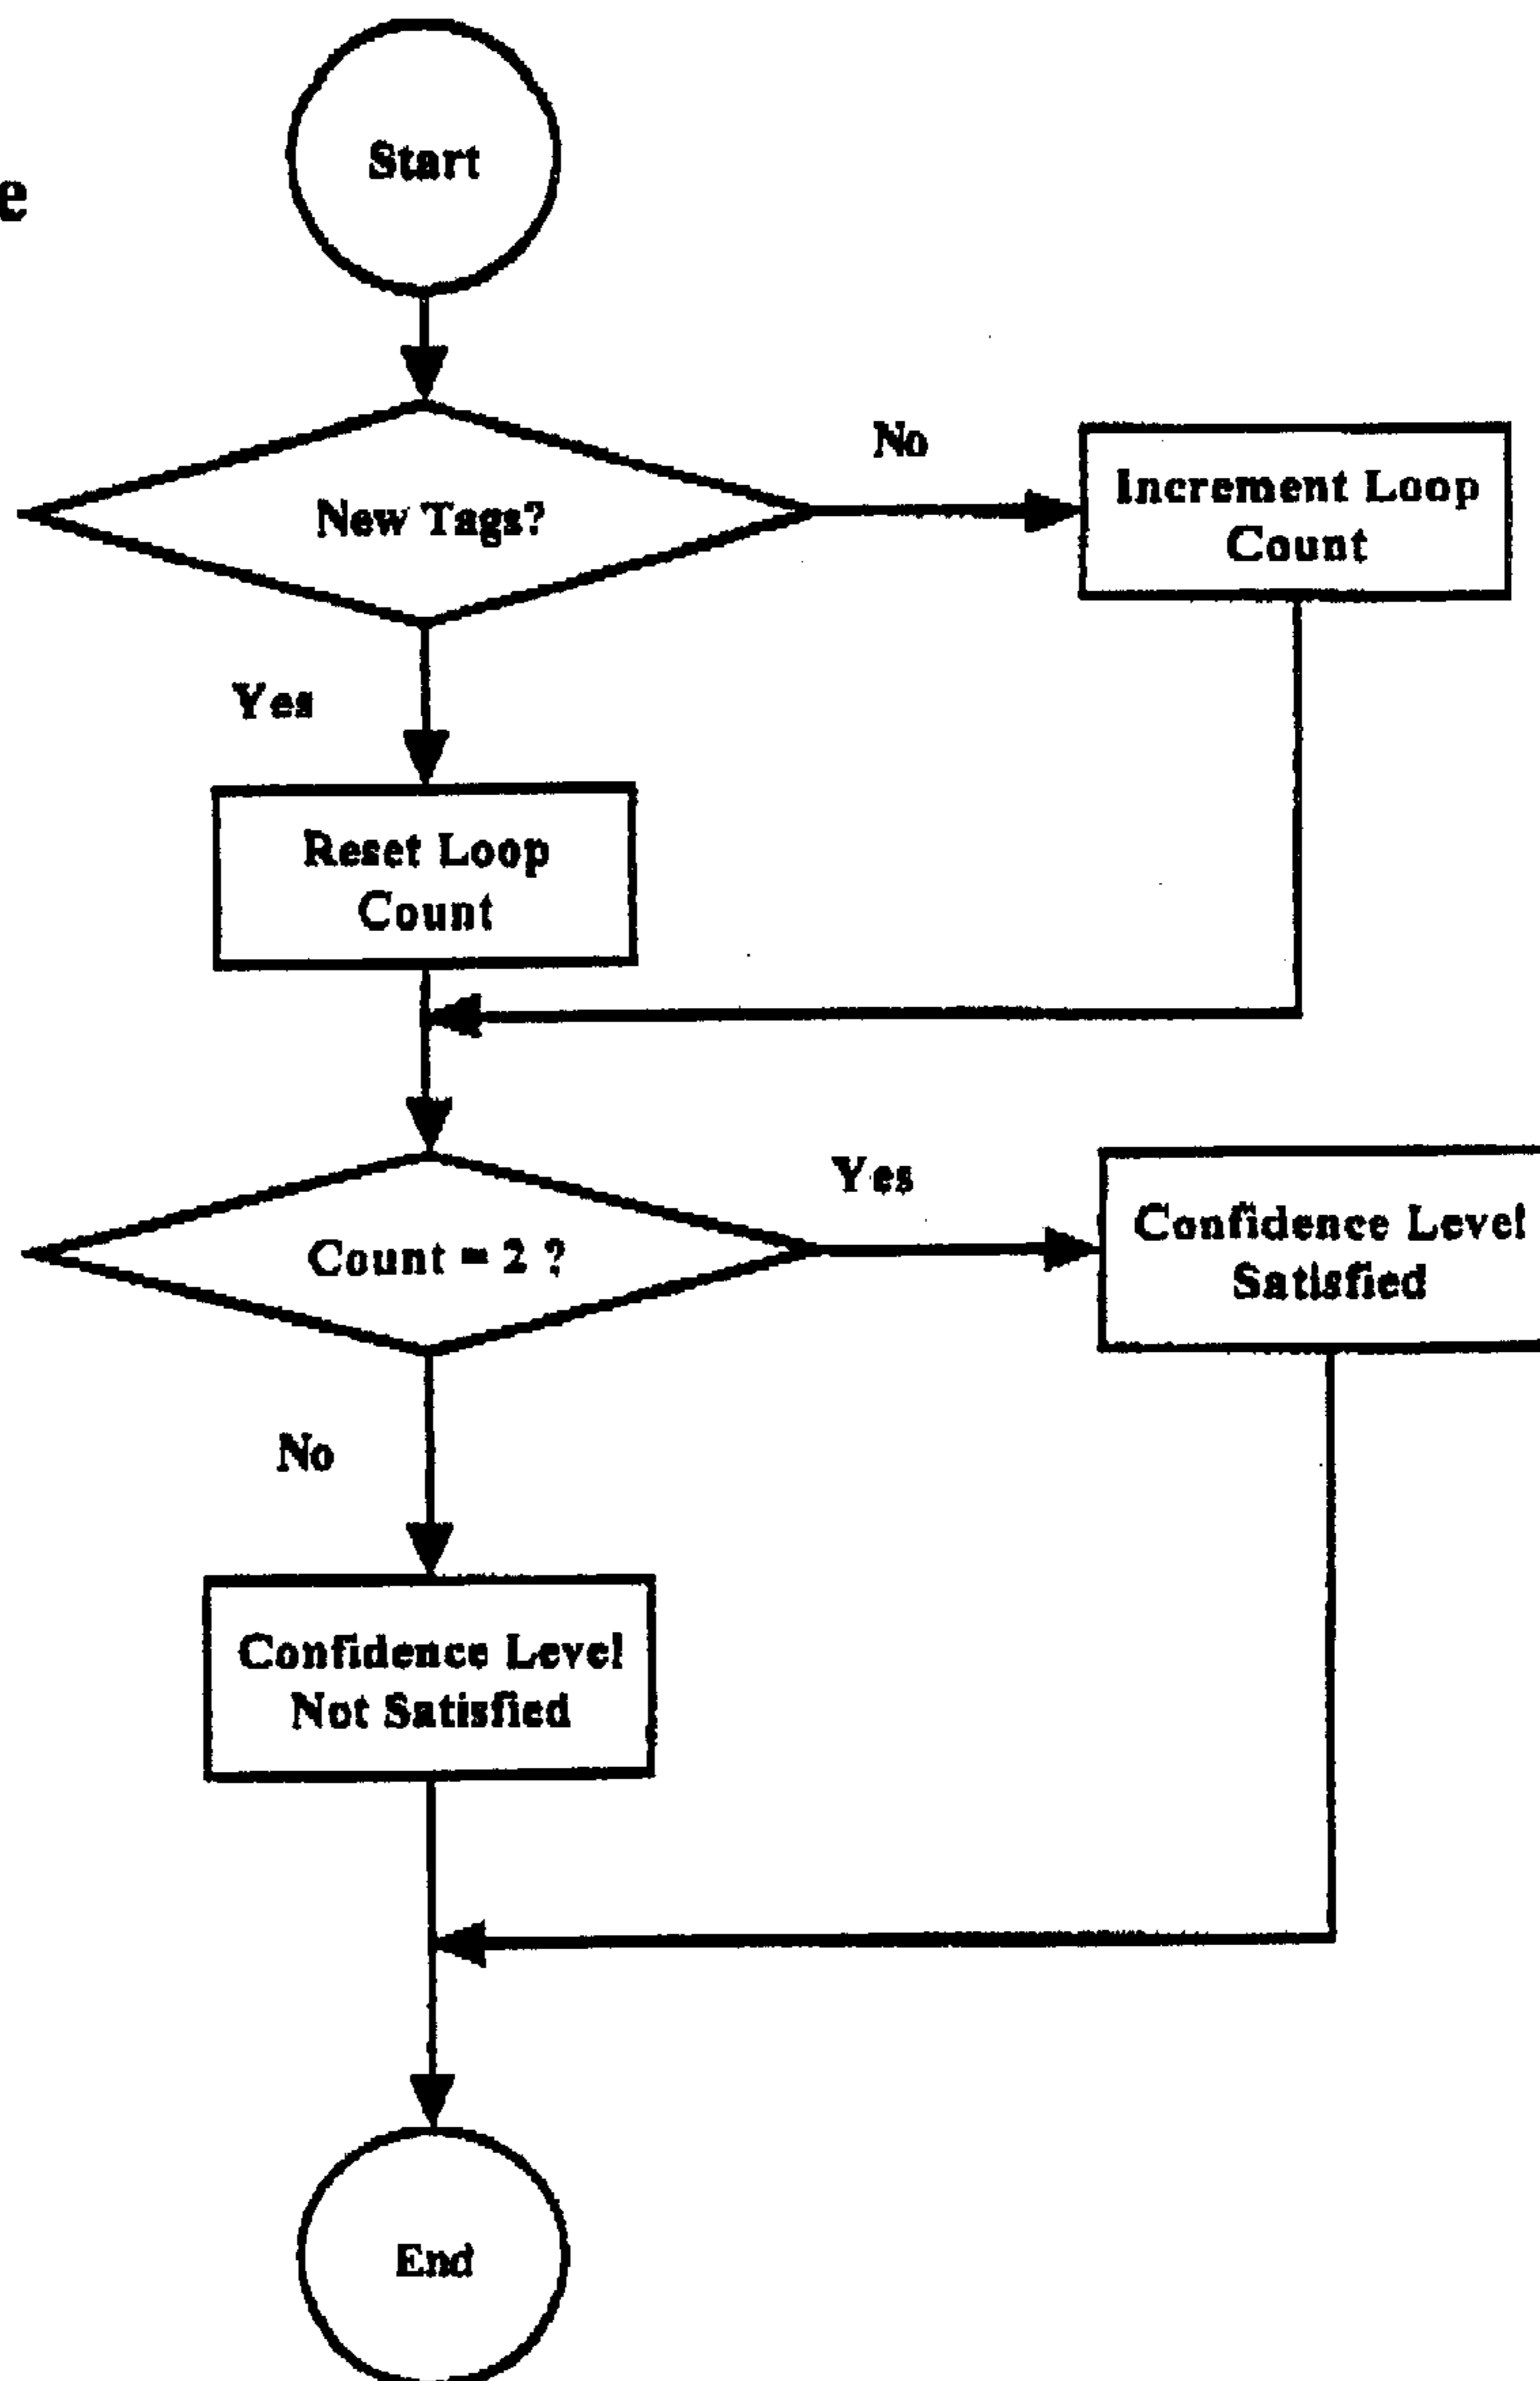 Start
New Tags?
No
Increment Loop
Count
Yes
Reset Loop
Count
Count = 2 ?
Yes
Confidence Level
Satisfied
No
Confidence Level
Not Satisfied
End